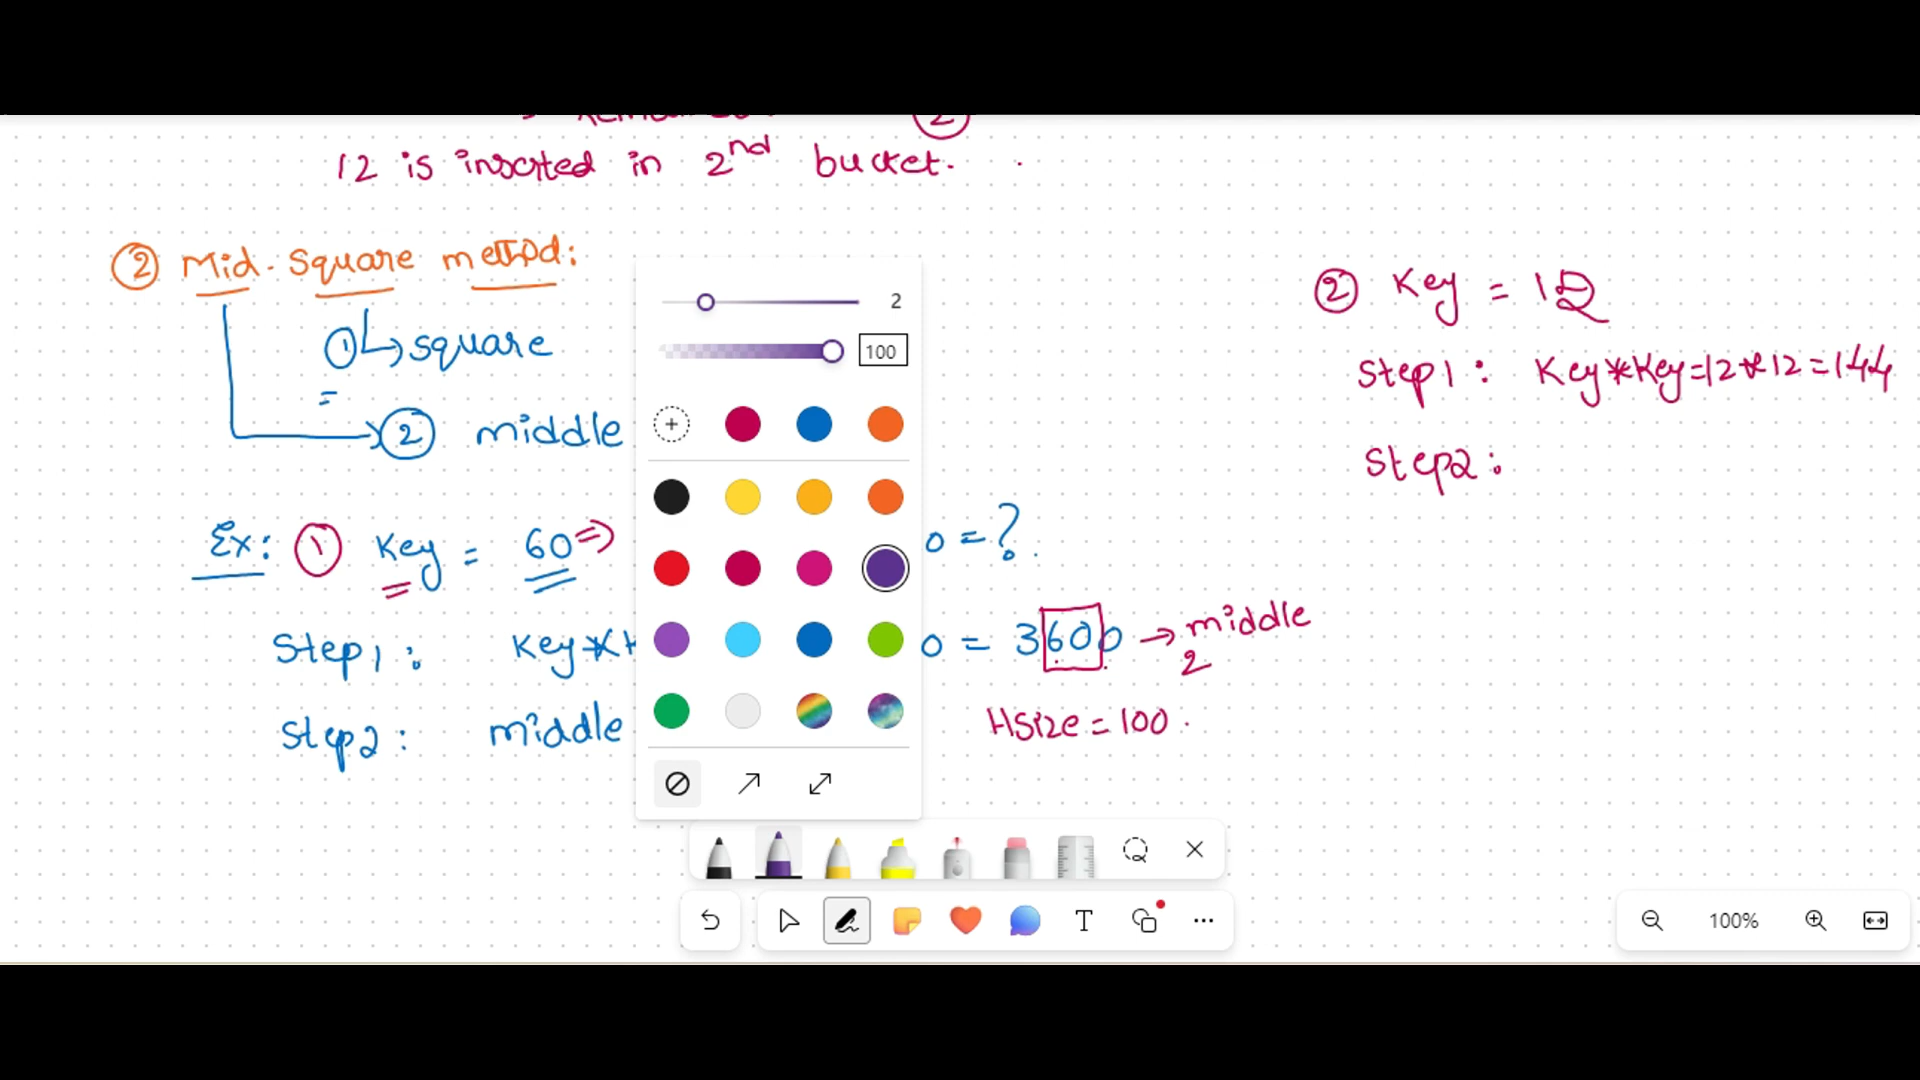 12 is inserted in 2nd bucket.
② Mid-Square method:
① ↳ square
② middle
Ex: ① Key = 60 ⇒ 0 = ?
Step1: Key*K 0 = 3600 → middle 2
Step2: middle HSize = 100.
② Key = 12
Step1: Key*Key=12*12=144
Step2:
2
100
T
100%